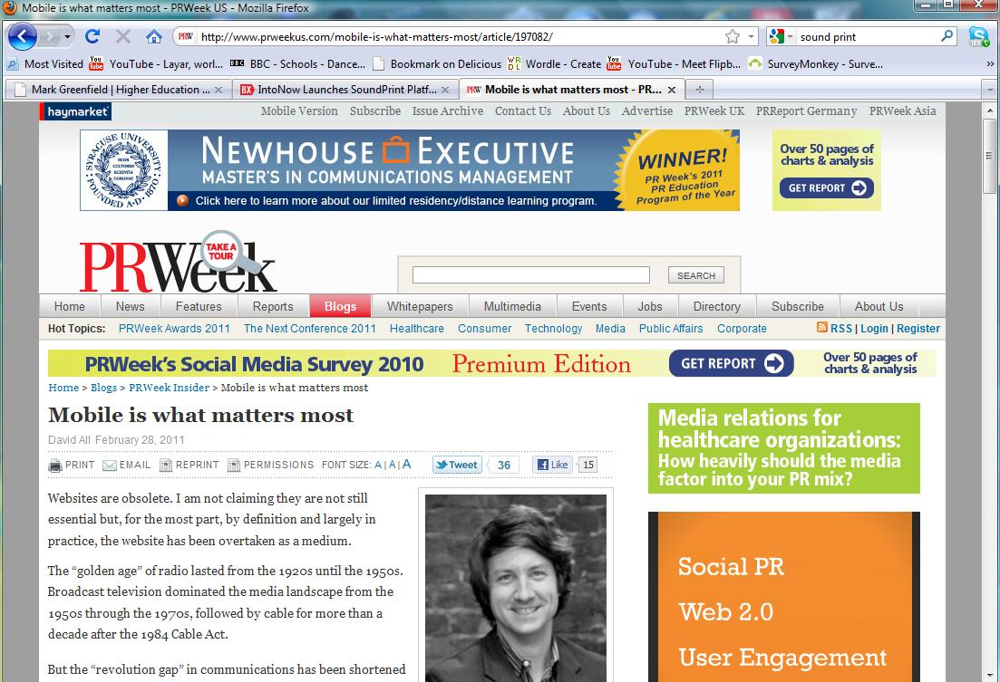 Mobile is what matters most - PRWeek US - Mozilla Firefox
PRW http://www.prweekus.com/mobile-is-what-matters-most/article/197082/ sound print
Most Visited YouTube - Layar, worl... BBC - Schools - Dance... Bookmark on Delicious Wordle - Create YouTube - Meet Flipb... SurveyMonkey - Surve... »
Mark Greenfield | Higher Education ... BX IntoNow Launches SoundPrint Platf... PRW Mobile is what matters most - PR...
haymarket Mobile Version Subscribe Issue Archive Contact Us About Us Advertise PRWeek UK PRReport Germany PRWeek Asia
SYRACUSE UNIVERSITY
FOUNDED A·D· 1870
NEWHOUSE EXECUTIVE
MASTER'S IN COMMUNICATIONS MANAGEMENT
Click here to learn more about our limited residency/distance learning program.
WINNER!
PR Week's 2011
PR Education
Program of the Year
Over 50 pages of
charts & analysis
GET REPORT
PRWeek
TAKE A
TOUR
SEARCH
Home News Features Reports Blogs Whitepapers Multimedia Events Jobs Directory Subscribe About Us
Hot Topics: PRWeek Awards 2011 The Next Conference 2011 Healthcare Consumer Technology Media Public Affairs Corporate RSS | Login | Register
PRWeek's Social Media Survey 2010 Premium Edition GET REPORT Over 50 pages of
charts & analysis
Home > Blogs > PRWeek Insider > Mobile is what matters most
Mobile is what matters most
David All February 28, 2011
PRINT EMAIL REPRINT PERMISSIONS FONT SIZE: A | A | A Tweet 36 Like 15
Websites are obsolete. I am not claiming they are not still
essential but, for the most part, by definition and largely in
practice, the website has been overtaken as a medium.
The “golden age” of radio lasted from the 1920s until the 1950s.
Broadcast television dominated the media landscape from the
1950s through the 1970s, followed by cable for more than a
decade after the 1984 Cable Act.
But the “revolution gap” in communications has been shortened
Media relations for
healthcare organizations:
How heavily should the media
factor into your PR mix?
Social PR
Web 2.0
User Engagement